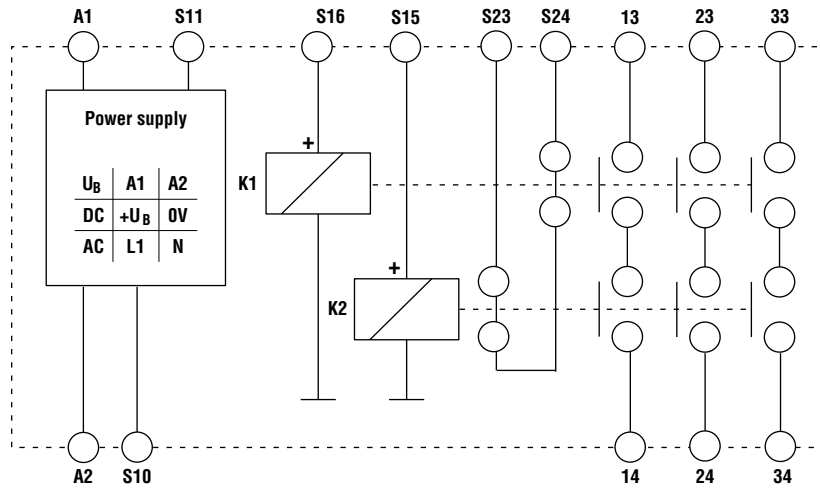 A1 S11 S16 S15 S23 S24 13 23 33
Power supply
+
K1
UB A1 A2
DC +UB 0V
AC L1 N
+
K2
A2 S10 14 24 34